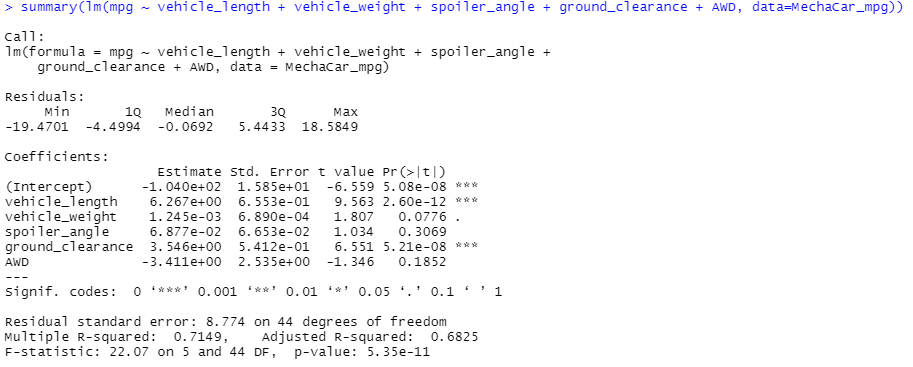 > summary(lm(mpg ~ vehicle_length + vehicle_weight + spoiler_angle + ground_clearance + AWD, data=MechaCar_mpg))
Call:
lm(formula = mpg ~ vehicle_length + vehicle_weight + spoiler_angle +
    ground_clearance + AWD, data = MechaCar_mpg)
Residuals:
     Min       1Q   Median       3Q      Max
-19.4701  -4.4994  -0.0692   5.4433  18.5849
Coefficients:
                   Estimate Std. Error t value Pr(>|t|)
(Intercept)      -1.040e+02  1.585e+01  -6.559 5.08e-08 ***
vehicle_length    6.267e+00  6.553e-01   9.563 2.60e-12 ***
vehicle_weight    1.245e-03  6.890e-04   1.807   0.0776 .
spoiler_angle     6.877e-02  6.653e-02   1.034   0.3069
ground_clearance  3.546e+00  5.412e-01   6.551 5.21e-08 ***
AWD              -3.411e+00  2.535e+00  -1.346   0.1852
---
Signif. codes:  0 ‘***’ 0.001 ‘**’ 0.01 ‘*’ 0.05 ‘.’ 0.1 ‘ ’ 1
Residual standard error: 8.774 on 44 degrees of freedom
Multiple R-squared:  0.7149,    Adjusted R-squared:  0.6825
F-statistic: 22.07 on 5 and 44 DF,  p-value: 5.35e-11